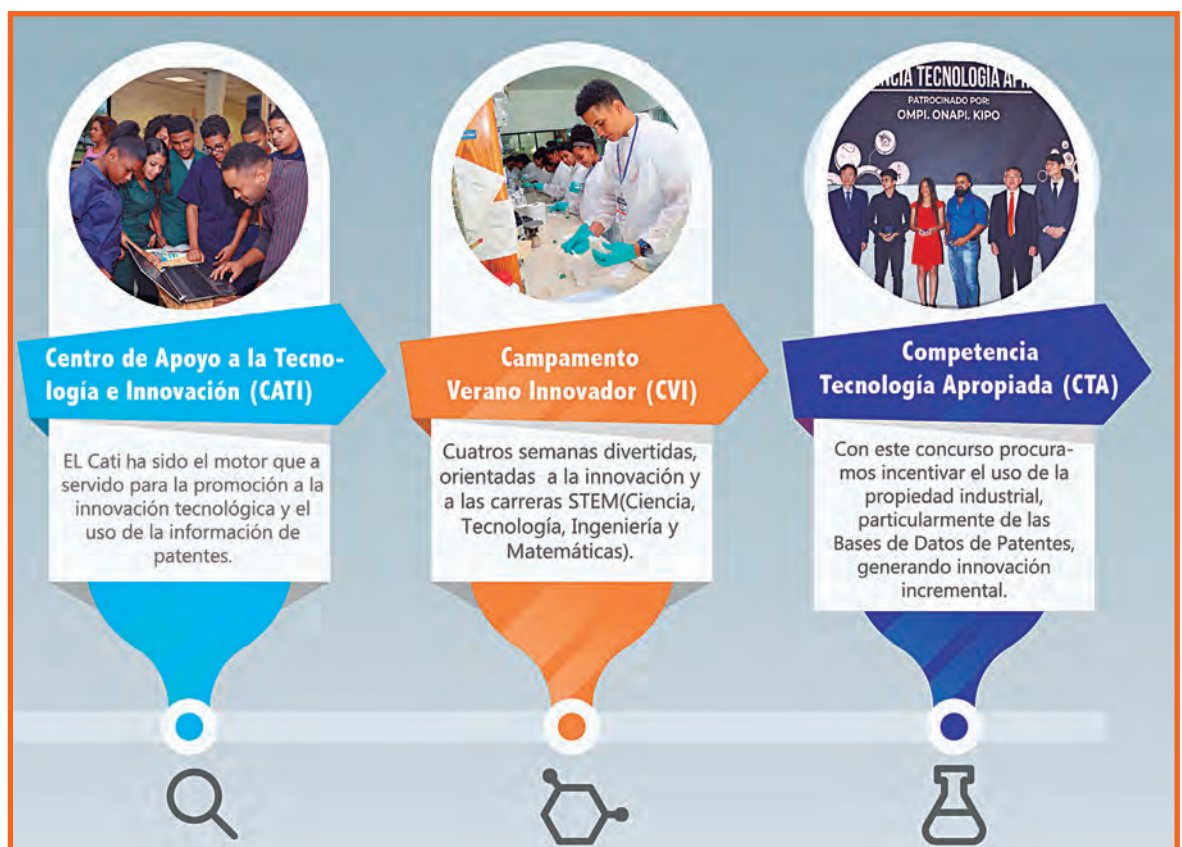 CIA TECNOLOGÍA AP
PATROCINADO POR:
OMPI. ONAPI. KIPO
Centro de Apoyo a la Tecno-
logía e Innovación (CATI)
EL Cati ha sido el motor que a
servido para la promoción a la
innovación tecnológica y el
uso de la información de
patentes.
Campamento
Verano Innovador (CVI)
Cuatros semanas divertidas,
orientadas a la innovación y
a las carreras STEM(Ciencia,
Tecnología, Ingeniería y
Matemáticas).
Competencia
Tecnología Apropiada (CTA)
Con este concurso procura-
mos incentivar el uso de la
propiedad industrial,
particularmente de las
Bases de Datos de Patentes,
generando innovación
incremental.